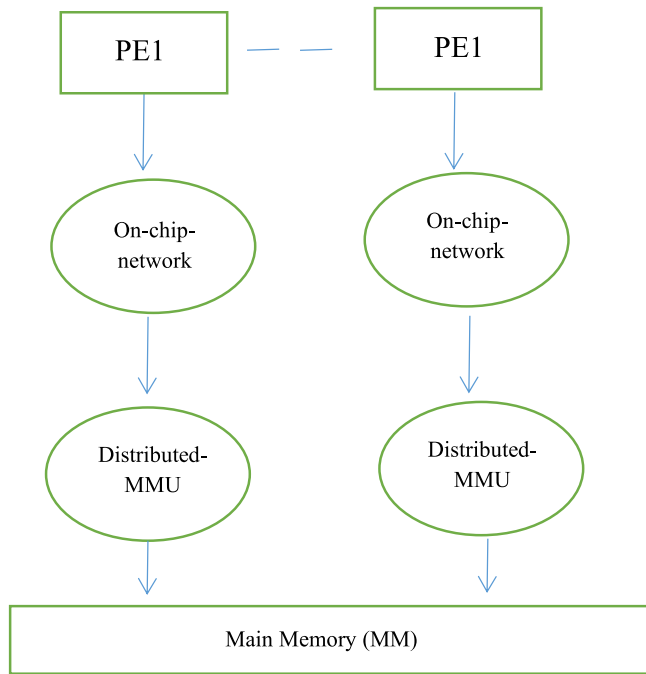 PE1
PE1
On-chip-
network
On-chip-
network
Distributed-
MMU
Distributed-
MMU
Main Memory (MM)